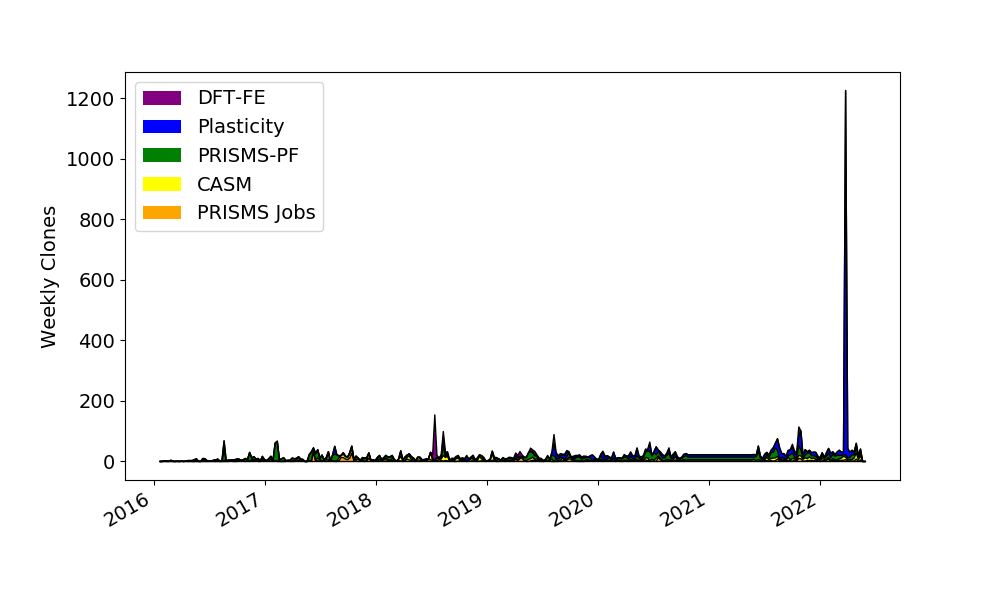 DFT-FE
Plasticity
PRISMS-PF
CASM
PRISMS Jobs
Weekly Clones
1200
1000
800
600
400
200
0
2016
2017
2018
2019
2020
2021
2022